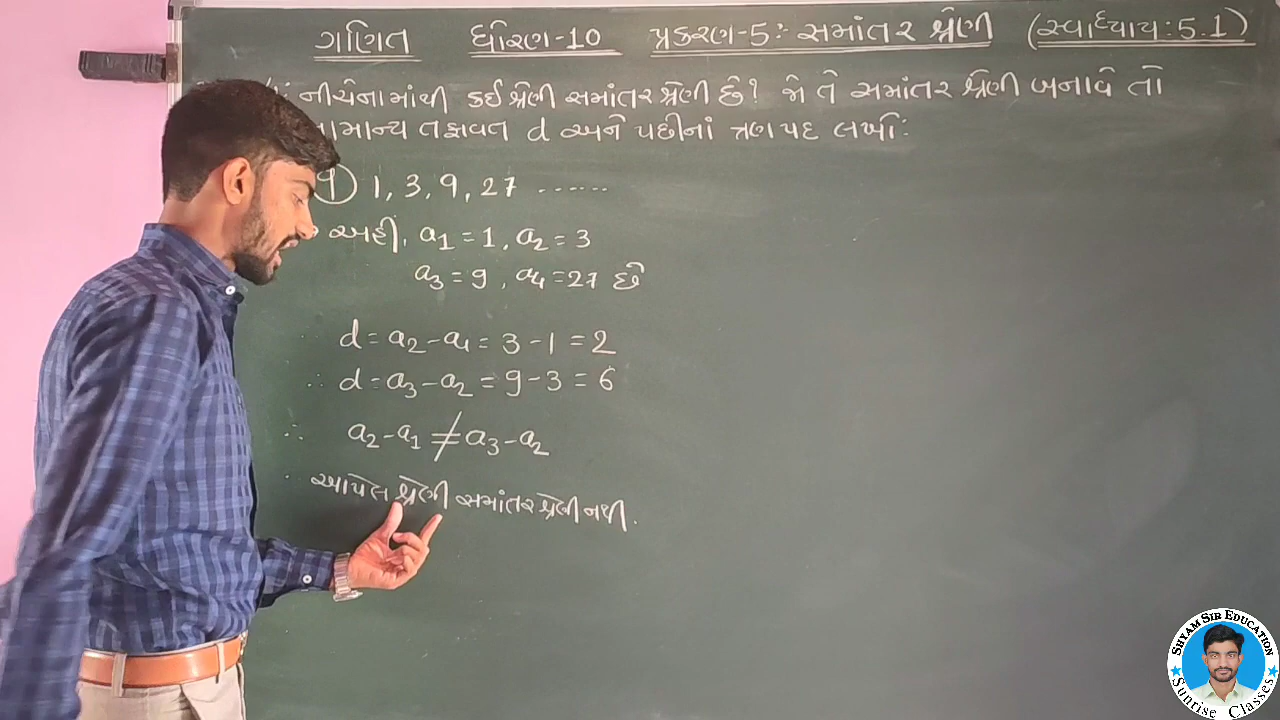 ગણિત ધોરણ-10 પ્રકરણ-5: સમાંતર શ્રેણી (સ્વાધ્યાય: 5.1)
નીચેનામાંથી કઈ શ્રેણી સમાંતર શ્રેણી છે? જો તે સમાંતર શ્રેણી બનાવે તો
સામાન્ય તફાવત d અને પછીનાં ત્રણ પદ લખો:
૧ 1, 3, 9, 27 ......
અહી, a1 = 1, a2 = 3
a3 = 9, a4 = 27 છે
d = a2 - a1 = 3 - 1 = 2
∴ d = a3 - a2 = 9 - 3 = 6
∴ a2 - a1 ≠ a3 - a2
આપેલ શ્રેણી સમાંતર શ્રેણી નથી.
SHYAM SIR EDUCATION
Sunrise Classes